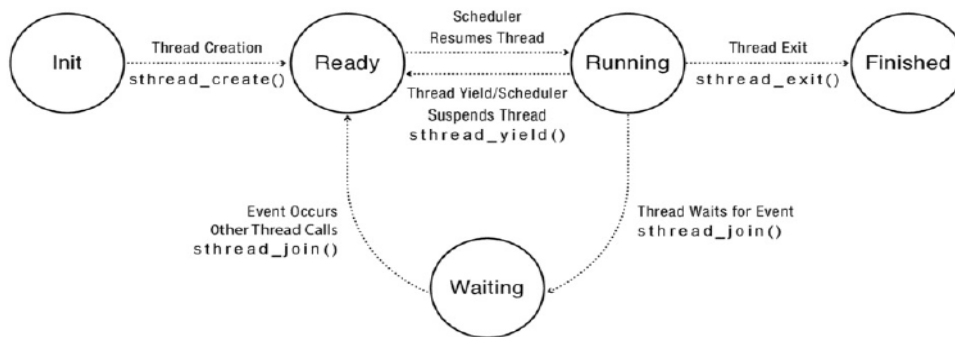 Init
Thread Creation
sthread_create()
Ready
Scheduler
Resumes Thread
Thread Yield/Scheduler
Suspends Thread
sthread_yield()
Running
Thread Exit
sthread_exit()
Finished
Event Occurs
Other Thread Calls
sthread_join()
Waiting
Thread Waits for Event
sthread_join()